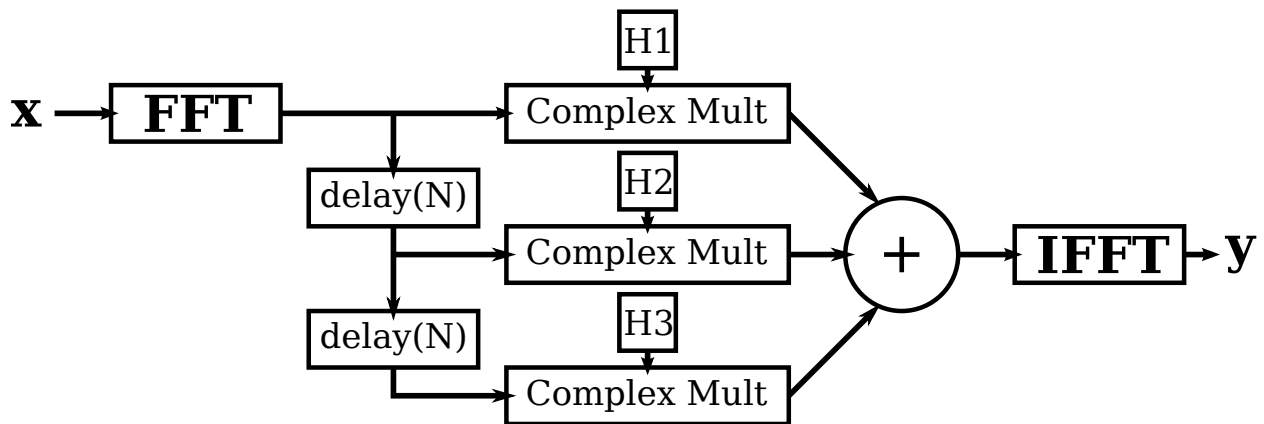 H1
x
FFT
Complex Mult
delay(N)
H2
Complex Mult
+
IFFT
y
delay(N)
H3
Complex Mult